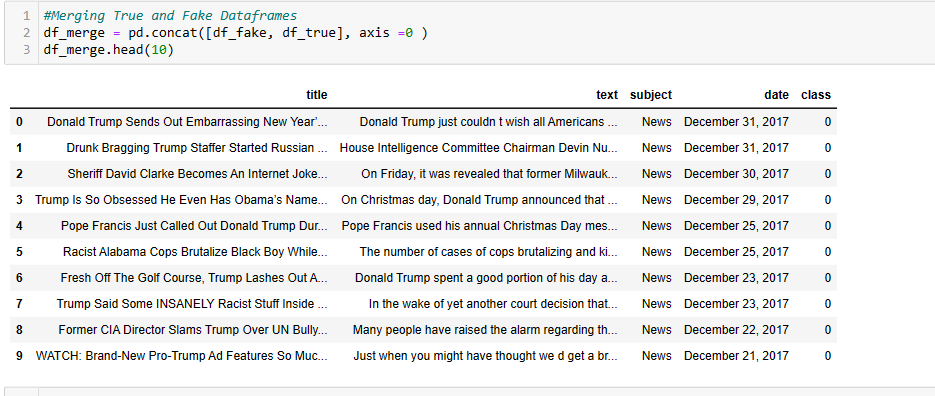 1 #Merging True and Fake Dataframes
2 df_merge = pd.concat([df_fake, df_true], axis =0 )
3 df_merge.head(10)
title text subject date class
0 Donald Trump Sends Out Embarrassing New Year’... Donald Trump just couldn t wish all Americans ... News December 31, 2017 0
1 Drunk Bragging Trump Staffer Started Russian ... House Intelligence Committee Chairman Devin Nu... News December 31, 2017 0
2 Sheriff David Clarke Becomes An Internet Joke... On Friday, it was revealed that former Milwauk... News December 30, 2017 0
3 Trump Is So Obsessed He Even Has Obama’s Name... On Christmas day, Donald Trump announced that ... News December 29, 2017 0
4 Pope Francis Just Called Out Donald Trump Dur... Pope Francis used his annual Christmas Day mes... News December 25, 2017 0
5 Racist Alabama Cops Brutalize Black Boy While... The number of cases of cops brutalizing and ki... News December 25, 2017 0
6 Fresh Off The Golf Course, Trump Lashes Out A... Donald Trump spent a good portion of his day a... News December 23, 2017 0
7 Trump Said Some INSANELY Racist Stuff Inside ... In the wake of yet another court decision that... News December 23, 2017 0
8 Former CIA Director Slams Trump Over UN Bully... Many people have raised the alarm regarding th... News December 22, 2017 0
9 WATCH: Brand-New Pro-Trump Ad Features So Muc... Just when you might have thought we d get a br... News December 21, 2017 0